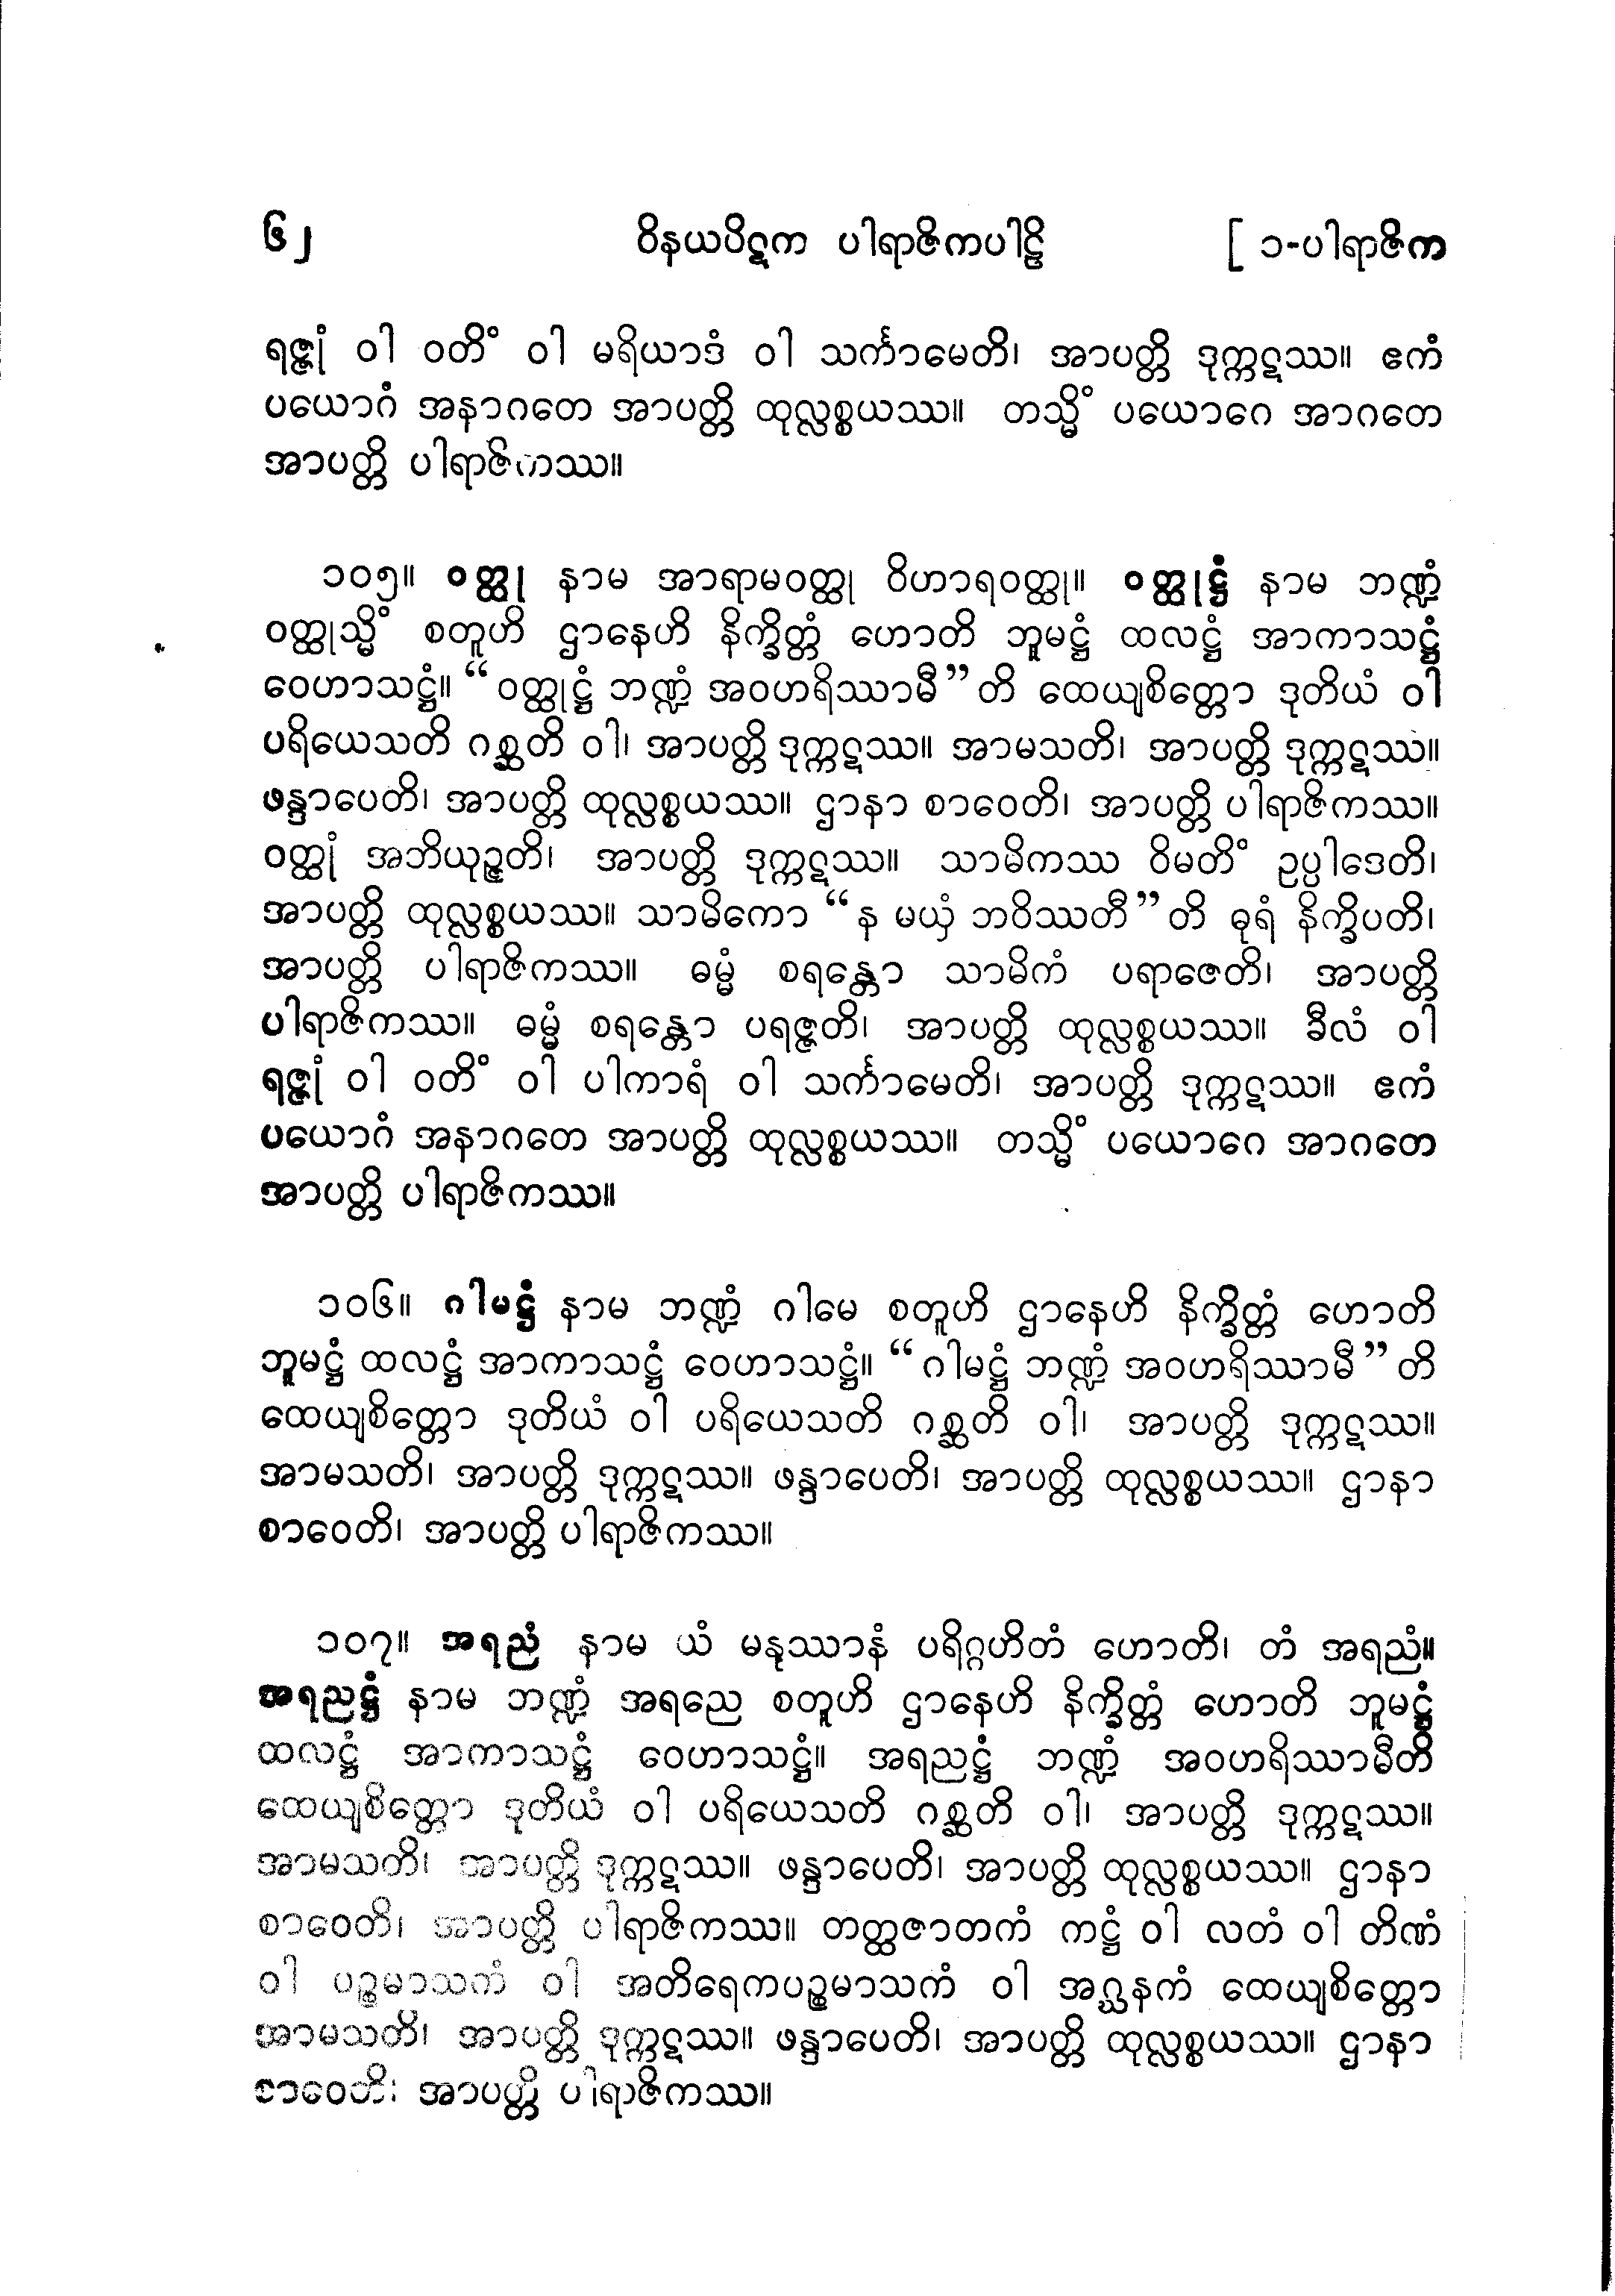 ၆၂ ဝိနယပိဋက ပါရာဇိကပါဠိ [ ၁-ပါရာဇိက
ရဇ္ဇုံ ဝါ ဝတိံ ဝါ မရိယာဒံ ဝါ သင်္ကာမေတိ၊ အာပတ္တိ ဒုက္ကဋဿ။ ဧကံ
ပယောဂံ အနာဂတေ အာပတ္တိ ထုလ္လစ္စယဿ။ တသ္မိံ ပယောဂေ အာဂတေ
အာပတ္တိ ပါရာဇိကဿ။
၁၀၅။ ဝတ္ထု နာမ အာရာမဝတ္ထု ဝိဟာရဝတ္ထု။ ဝတ္ထုဋ္ဌံ နာမ ဘဏ္ဍံ
ဝတ္ထုသ္မိံ စတူဟိ ဌာနေဟိ နိက္ခိတ္တံ ဟောတိ ဘူမဋ္ဌံ ထလဋ္ဌံ အာကာသဋ္ဌံ
ဝေဟာသဋ္ဌံ။ “ဝတ္ထုဋ္ဌံ ဘဏ္ဍံ အဝဟရိဿာမီ”တိ ထေယျစိတ္တော ဒုတိယံ ဝါ
ပရိယေသတိ ဂစ္ဆတိ ဝါ၊ အာပတ္တိ ဒုက္ကဋဿ။ အာမသတိ၊ အာပတ္တိ ဒုက္ကဋဿ။
ဖန္ဒာပေတိ၊ အာပတ္တိ ထုလ္လစ္စယဿ။ ဌာနာ စာဝေတိ၊ အာပတ္တိ ပါရာဇိကဿ။
ဝတ္ထုံ အဘိယုဉ္ဇတိ၊ အာပတ္တိ ဒုက္ကဋဿ။ သာမိကဿ ဝိမတိံ ဥပ္ပါဒေတိ၊
အာပတ္တိ ထုလ္လစ္စယဿ။ သာမိကော “န မယှံ ဘဝိဿတီ”တိ ဓုရံ နိက္ခိပတိ၊
အာပတ္တိ ပါရာဇိကဿ။ ဓမ္မံ စရန္တော သာမိကံ ပရာဇေတိ၊ အာပတ္တိ
ပါရာဇိကဿ။ ဓမ္မံ စရန္တော ပရဇ္ဇတိ၊ အာပတ္တိ ထုလ္လစ္စယဿ။ ခီလံ ဝါ
ရဇ္ဇုံ ဝါ ဝတိံ ဝါ ပါကာရံ ဝါ သင်္ကာမေတိ၊ အာပတ္တိ ဒုက္ကဋဿ။ ဧကံ
ပယောဂံ အနာဂတေ အာပတ္တိ ထုလ္လစ္စယဿ။ တသ္မိံ ပယောဂေ အာဂတေ
အာပတ္တိ ပါရာဇိကဿ။
၁၀၆။ ဂါမဋ္ဌံ နာမ ဘဏ္ဍံ ဂါမေ စတူဟိ ဌာနေဟိ နိက္ခိတ္တံ ဟောတိ
ဘူမဋ္ဌံ ထလဋ္ဌံ အာကာသဋ္ဌံ ဝေဟာသဋ္ဌံ။ “ဂါမဋ္ဌံ ဘဏ္ဍံ အဝဟရိဿာမီ”တိ
ထေယျစိတ္တော ဒုတိယံ ဝါ ပရိယေသတိ ဂစ္ဆတိ ဝါ၊ အာပတ္တိ ဒုက္ကဋဿ။
အာမသတိ၊ အာပတ္တိ ဒုက္ကဋဿ။ ဖန္ဒာပေတိ၊ အာပတ္တိ ထုလ္လစ္စယဿ။ ဌာနာ
စာဝေတိ၊ အာပတ္တိ ပါရာဇိကဿ။
၁၀၇။ အရညံ နာမ ယံ မနုဿာနံ ပရိဂ္ဂဟိတံ ဟောတိ၊ တံ အရညံ။
အရညဋ္ဌံ နာမ ဘဏ္ဍံ အရညေ စတူဟိ ဌာနေဟိ နိက္ခိတ္တံ ဟောတိ ဘူမဋ္ဌံ
ထလဋ္ဌံ အာကာသဋ္ဌံ ဝေဟာသဋ္ဌံ။ အရညဋ္ဌံ ဘဏ္ဍံ အဝဟရိဿာမီတိ
ထေယျစိတ္တော ဒုတိယံ ဝါ ပရိယေသတိ ဂစ္ဆတိ ဝါ၊ အာပတ္တိ ဒုက္ကဋဿ။
အာမသတိ၊ အာပတ္တိ ဒုက္ကဋဿ။ ဖန္ဒာပေတိ၊ အာပတ္တိ ထုလ္လစ္စယဿ။ ဌာနာ
စာဝေတိ၊ အာပတ္တိ ပါရာဇိကဿ။ တတ္ထဇာတကံ ကဋ္ဌံ ဝါ လတံ ဝါ တိဏံ
ဝါ ပဉ္စမာသကံ ဝါ အတိရေကပဉ္စမာသကံ ဝါ အဂ္ဃနကံ ထေယျစိတ္တော
အာမသတိ၊ အာပတ္တိ ဒုက္ကဋဿ။ ဖန္ဒာပေတိ၊ အာပတ္တိ ထုလ္လစ္စယဿ။ ဌာနာ
စာဝေတိ၊ အာပတ္တိ ပါရာဇိကဿ။